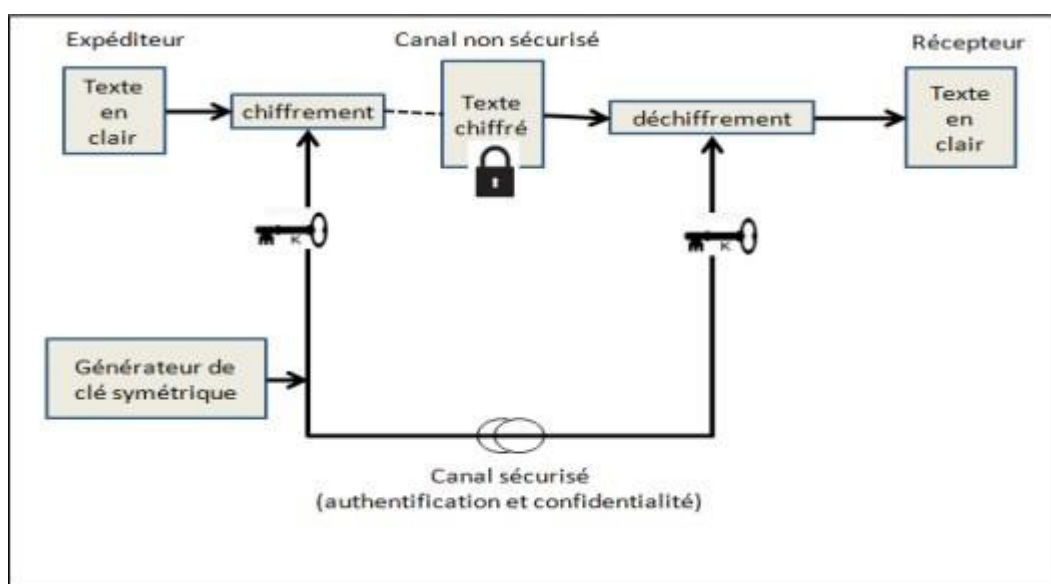 Expéditeur
Canal non sécurisé
Récepteur
Texte
en
clair
chiffrement
Texte
chiffré
déchiffrement
Texte
en
clair
K
K
Générateur de
clé symétrique
Canal sécurisé
(authentification et confidentialité)